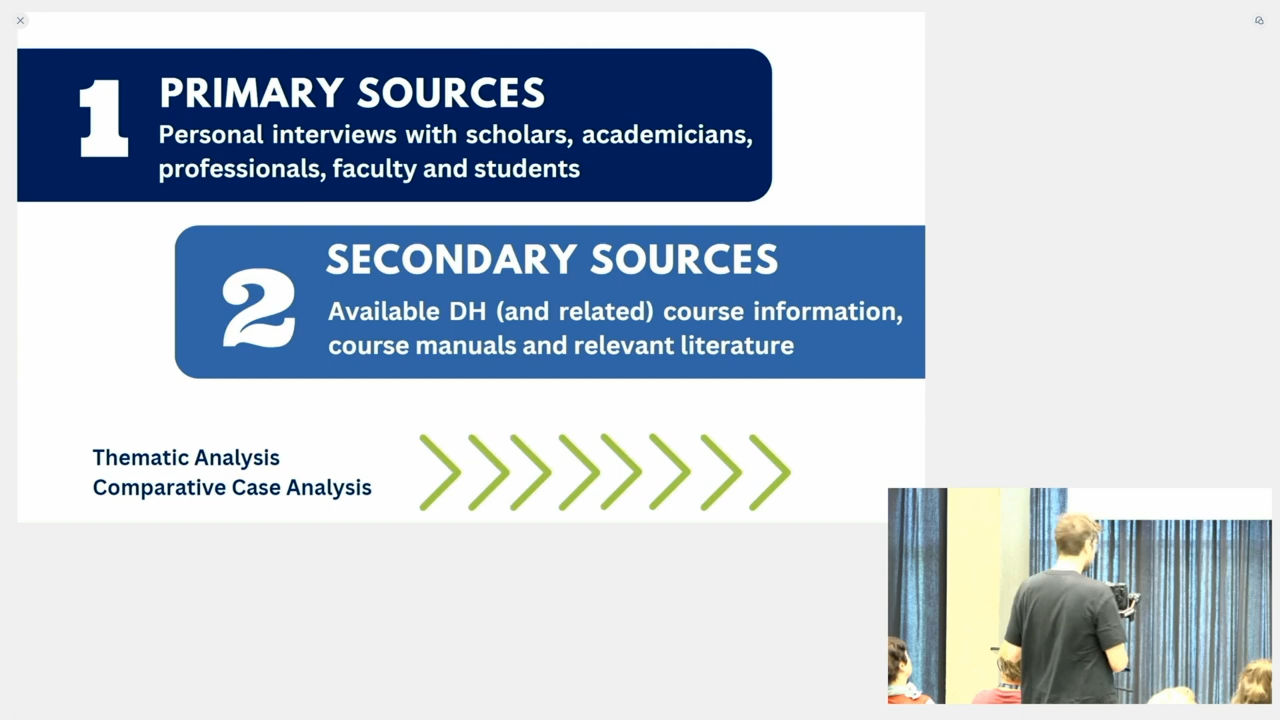 1
PRIMARY SOURCES
Personal interviews with scholars, academicians,
professionals, faculty and students
2
SECONDARY SOURCES
Available DH (and related) course information,
course manuals and relevant literature
Thematic Analysis
Comparative Case Analysis